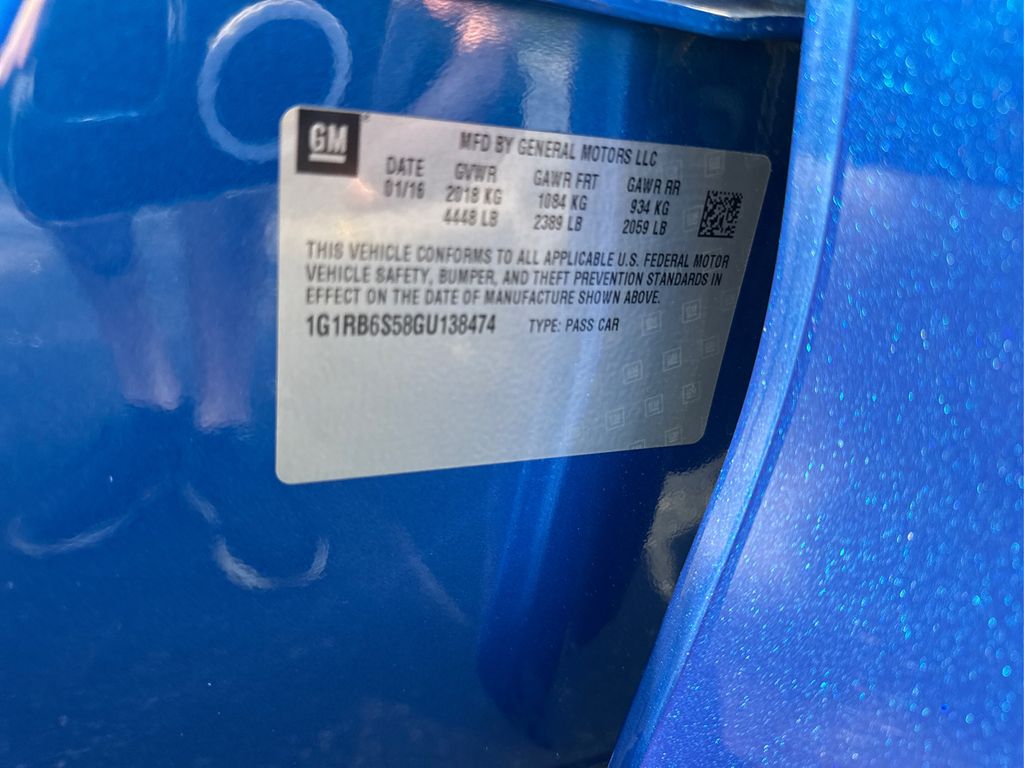 GM
MFD BY GENERAL MOTORS LLC
DATE GVWR GAWR FRT GAWR RR
01/16 2018 KG 1084 KG 934 KG
4448 LB 2389 LB 2059 LB
THIS VEHICLE CONFORMS TO ALL APPLICABLE U.S. FEDERAL MOTOR
VEHICLE SAFETY, BUMPER, AND THEFT PREVENTION STANDARDS IN
EFFECT ON THE DATE OF MANUFACTURE SHOWN ABOVE.
1G1RB6S58GU138474 TYPE: PASS CAR